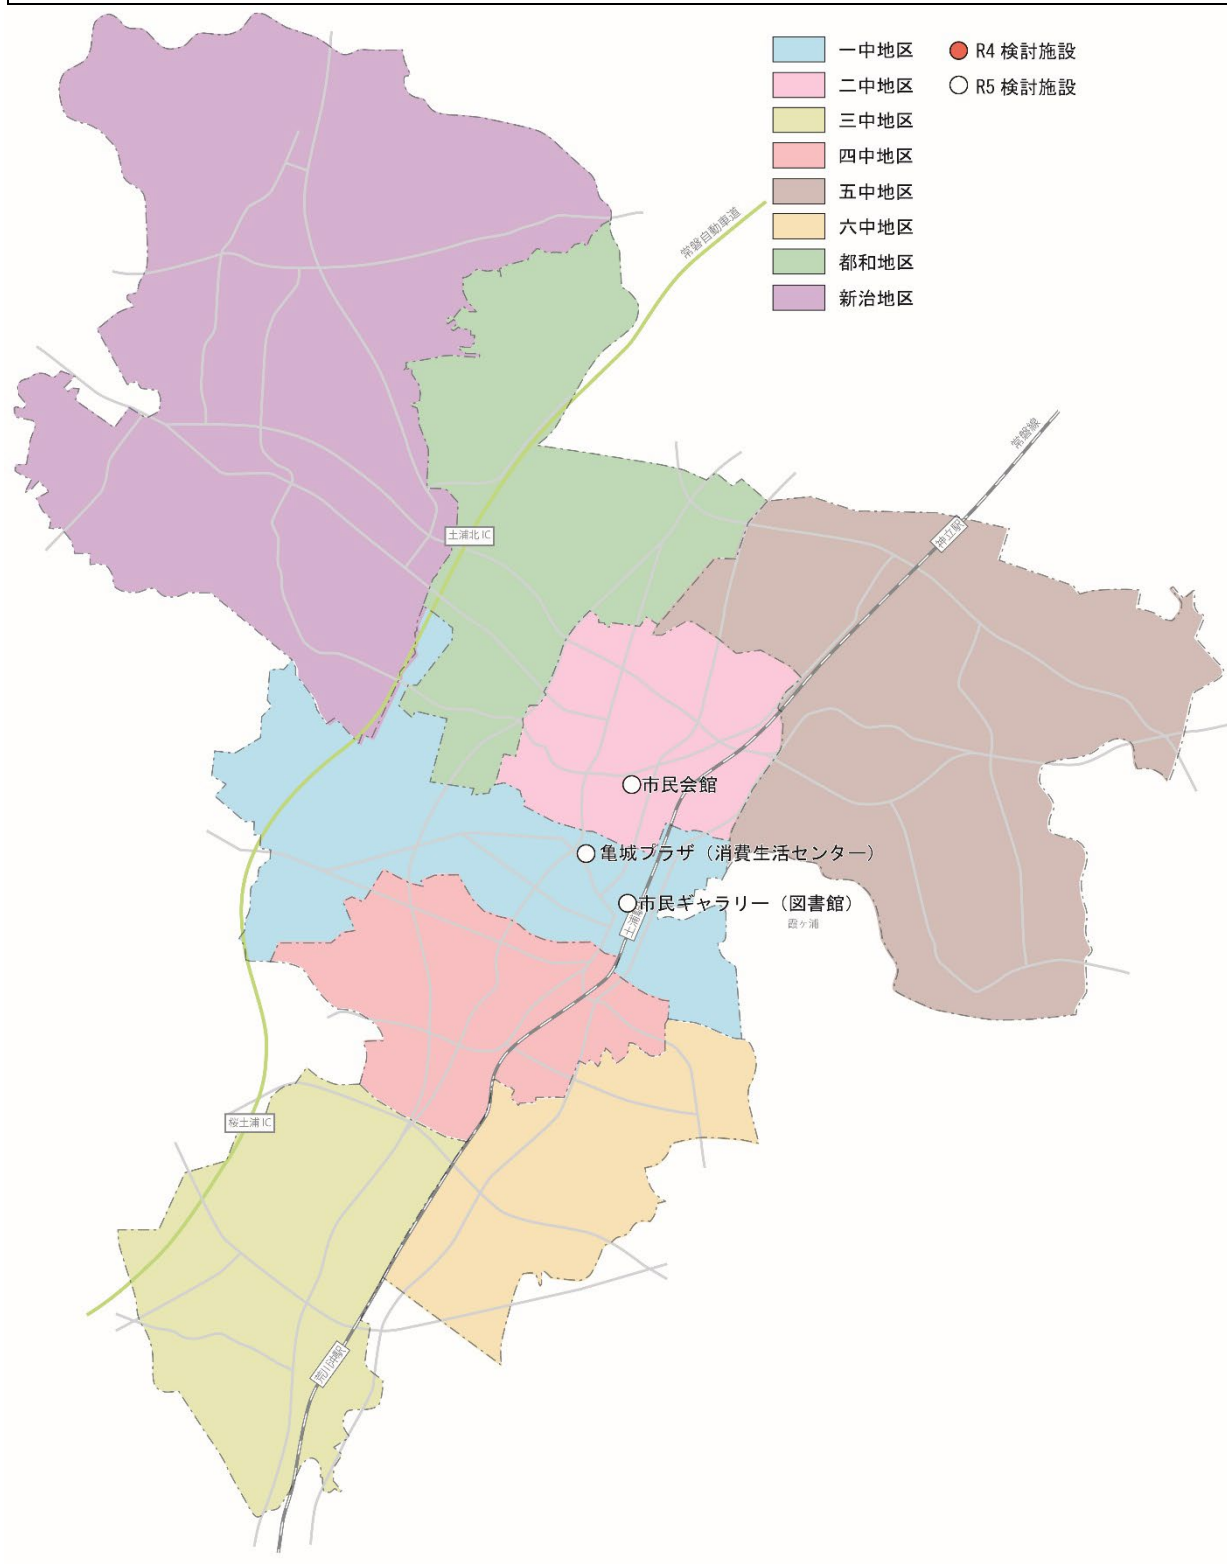 一中地区
R4 検討施設
二中地区
R5 検討施設
三中地区
四中地区
五中地区
六中地区
都和地区
新治地区
常磐自動車道
常磐線
土浦北 IC
神立駅
市民会館
亀城プラザ（消費生活センター）
市民ギャラリー（図書館）
土浦駅
霞ヶ浦
桜土浦 IC
荒川沖駅